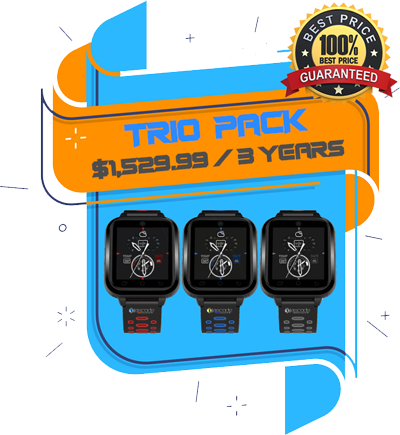 BEST PRICE
100%
BEST PRICE
GUARANTEED
TRIO PACK
$1,529.99 / 3 YEARS